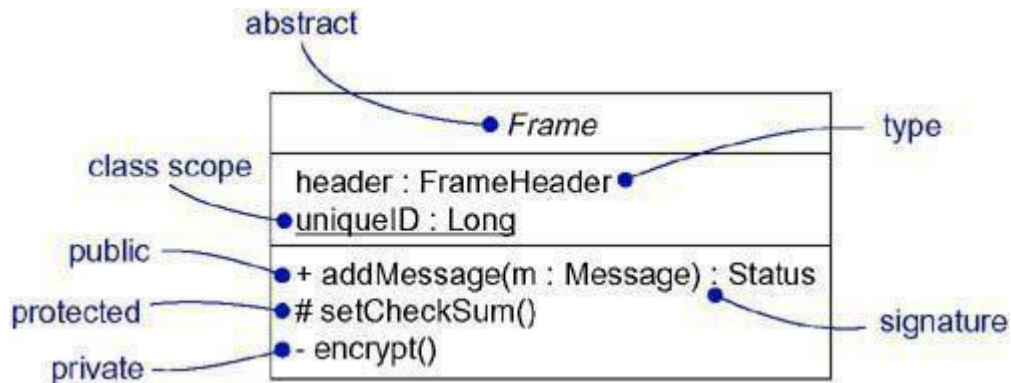 abstract
Frame
type
class scope
header : FrameHeader
uniqueID : Long
public
+ addMessage(m : Message) : Status
protected
# setCheckSum()
signature
- encrypt()
private